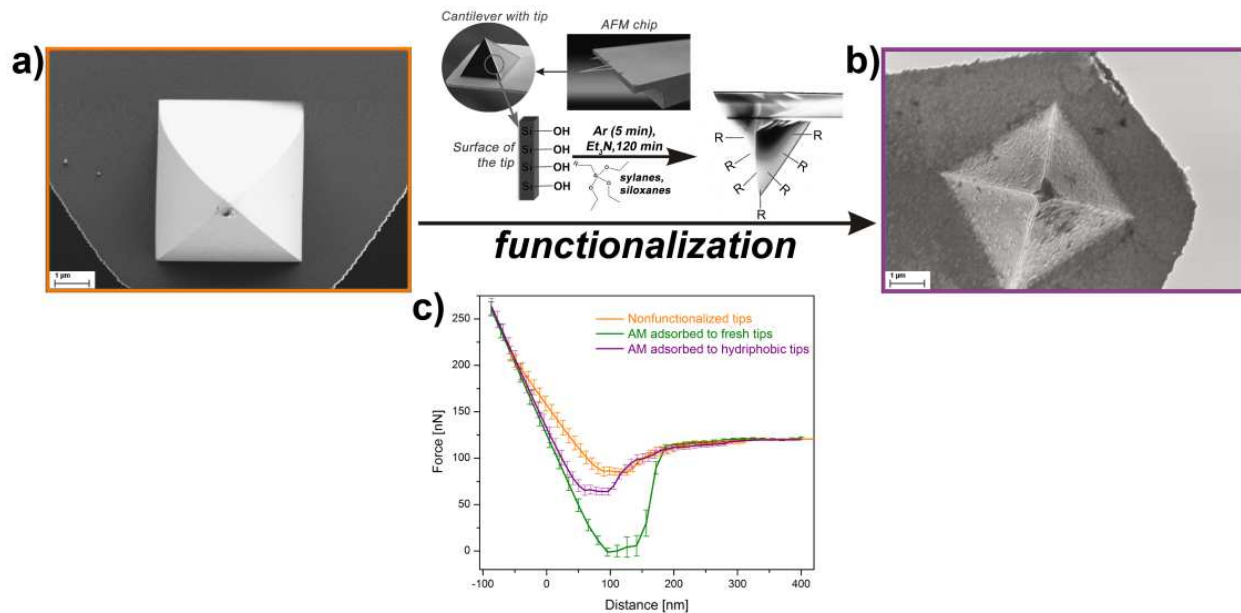 a)
1 µm
Cantilever with tip
AFM chip
Surface of
the tip
Si—OH
Si—OH
Si—OH
Si—OH
Ar (5 min),
Et3N,120 min
R
sylanes,
siloxanes
R
R
R
R
R
R
R
functionalization
b)
1 µm
c)
Nonfunctionalized tips
AM adsorbed to fresh tips
AM adsorbed to hydriphobic tips
Force [nN]
250
200
150
100
50
0
-100 0 100 200 300 400
Distance [nm]